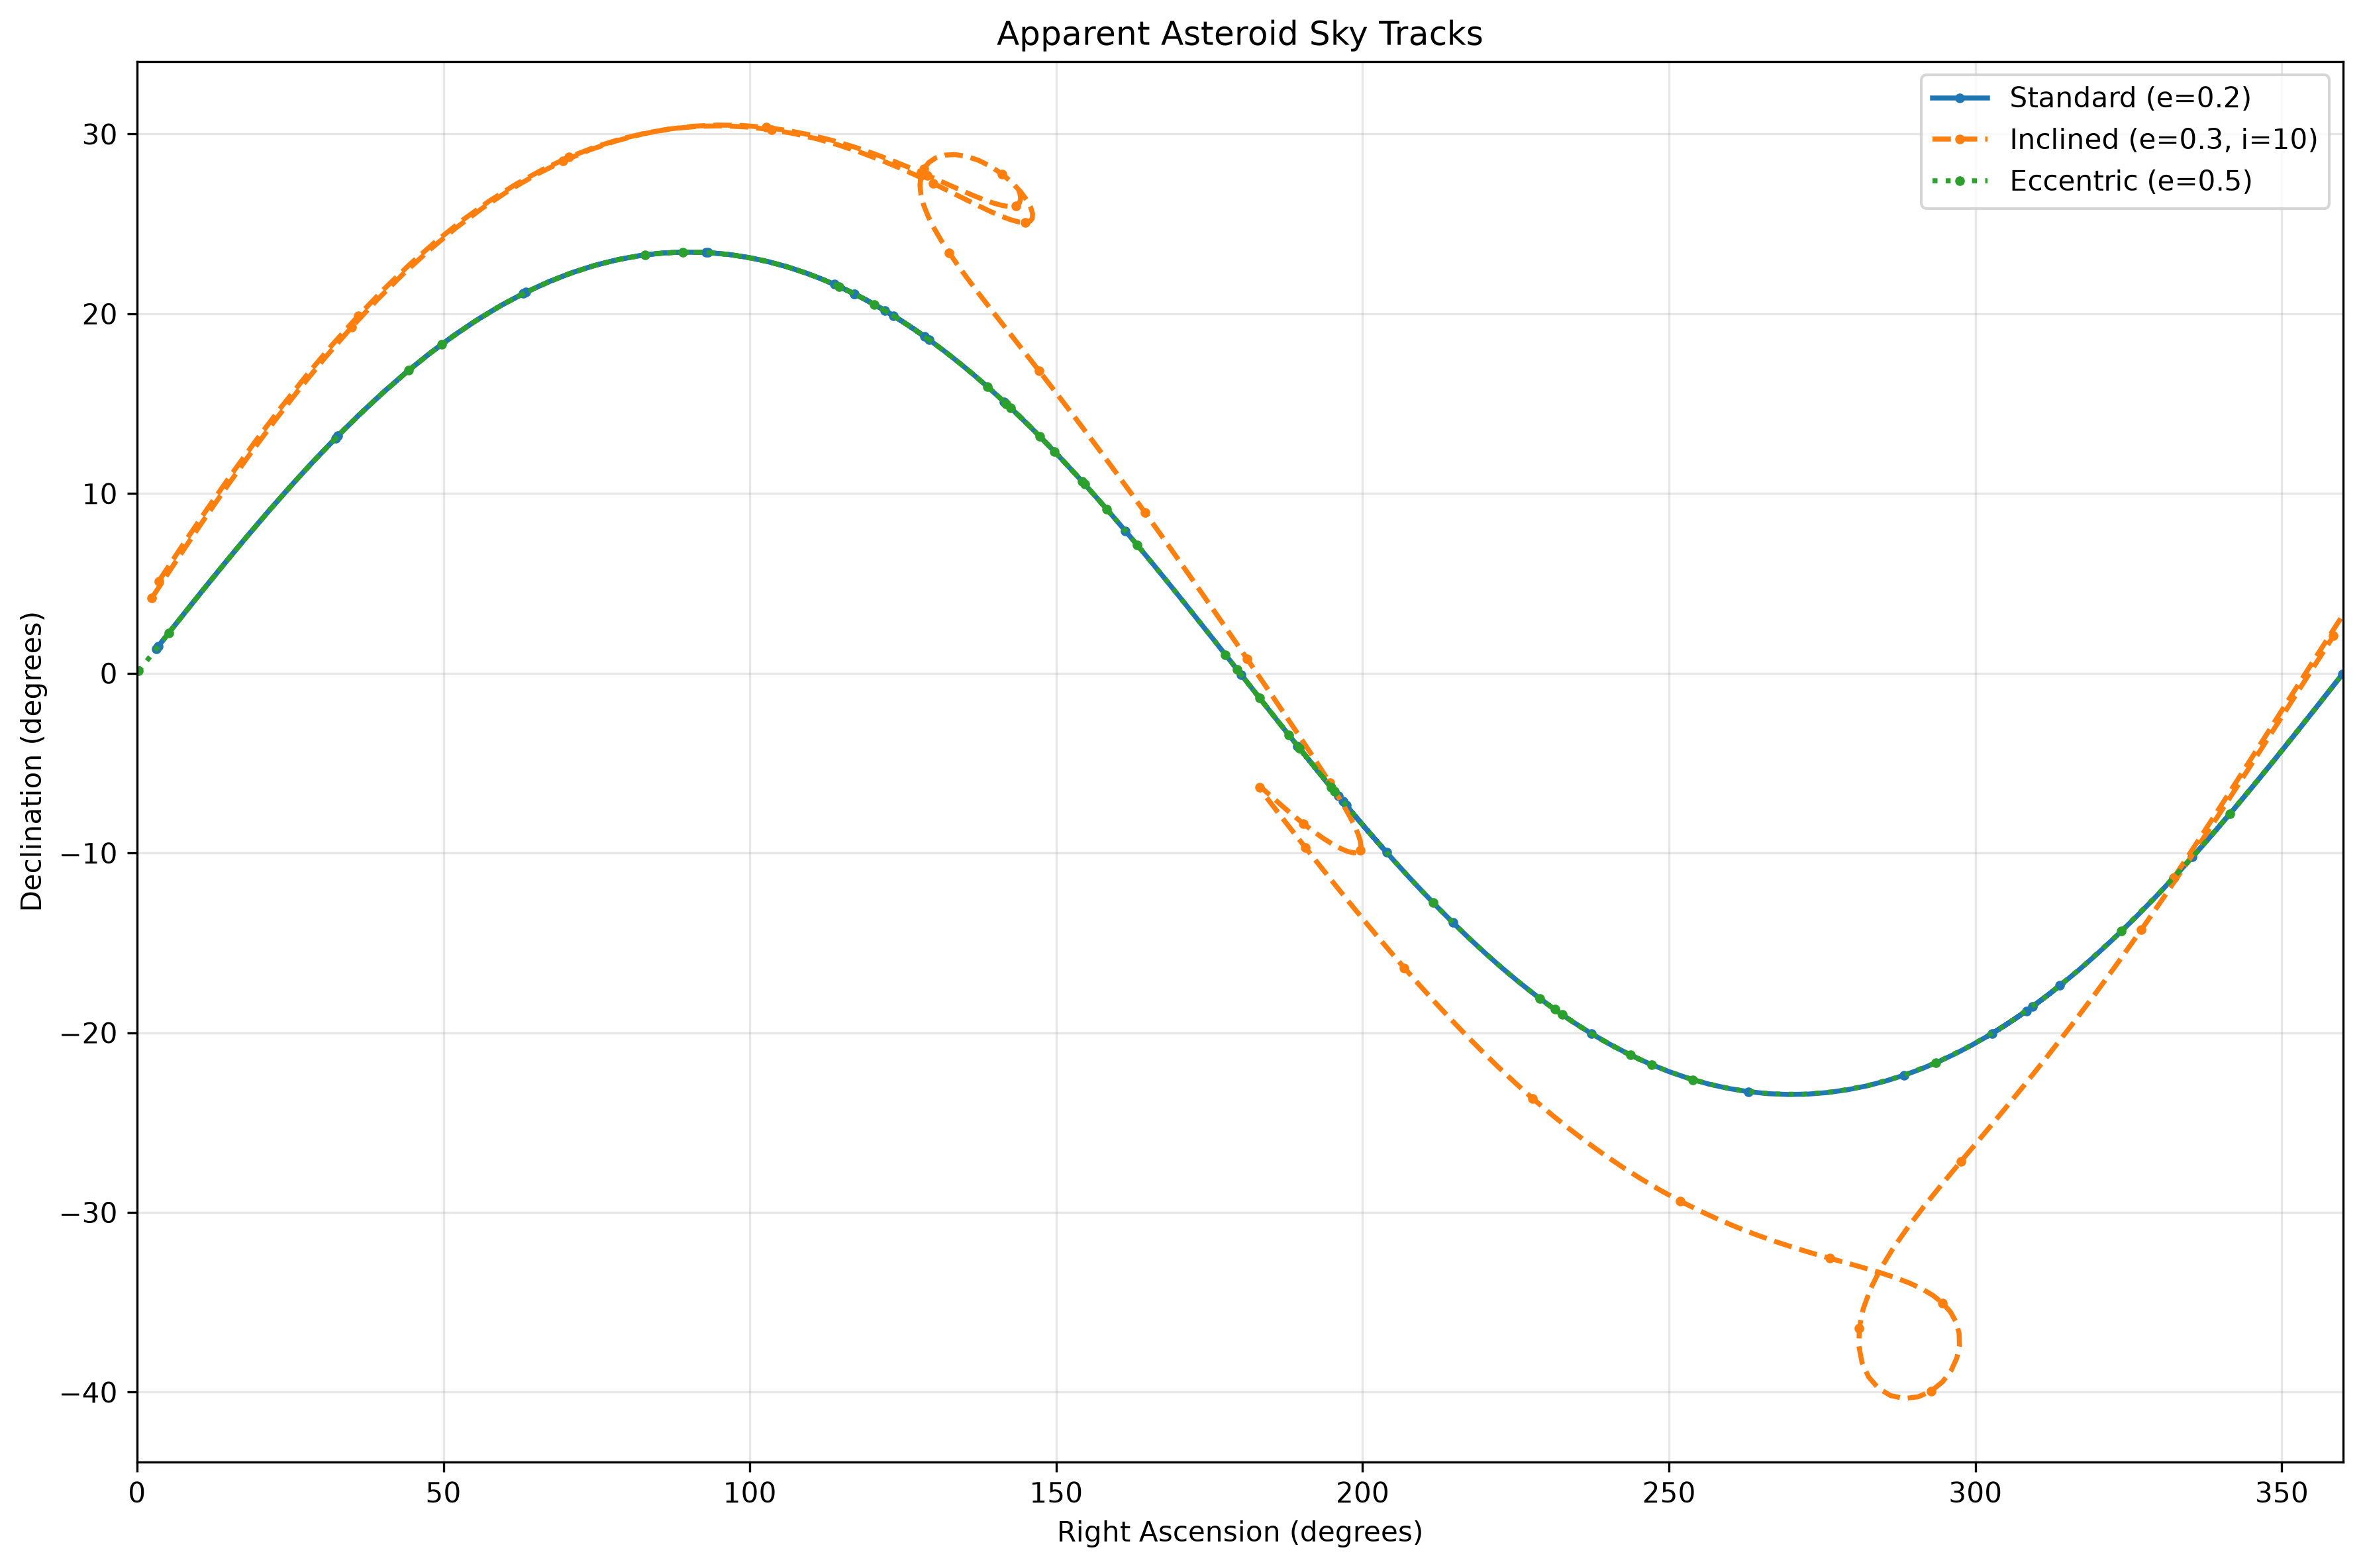 Apparent Asteroid Sky Tracks
Standard (e=0.2)
Inclined (e=0.3, i=10)
Eccentric (e=0.5)
Declination (degrees)
30
20
10
0
−10
−20
−30
−40
0 50 100 150 200 250 300 350
Right Ascension (degrees)